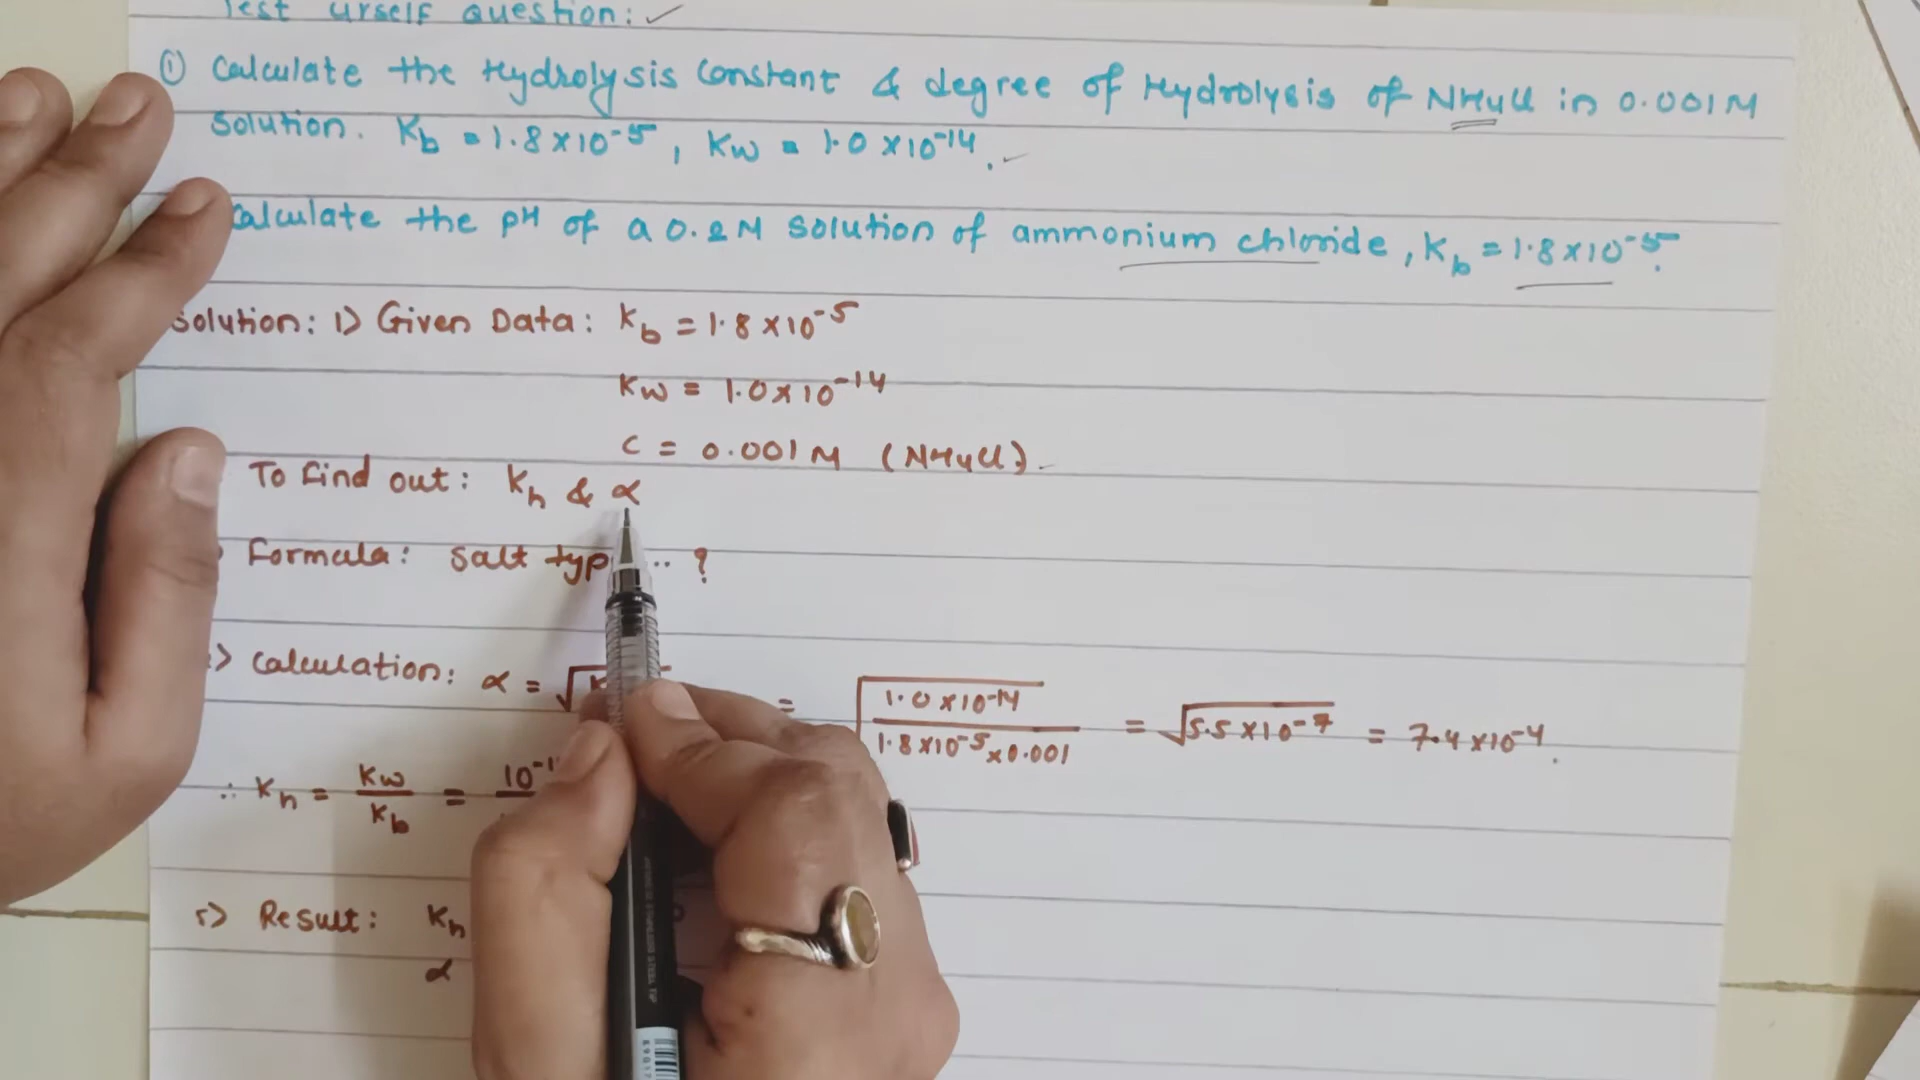 Test urself question:
① Calculate the Hydrolysis Constant & degree of Hydrolysis of NH4Cl in 0.001M
Solution. Kb = 1.8×10⁻⁵, Kw = 1.0×10⁻¹⁴.
Calculate the pH of a 0.2M solution of ammonium chloride, Kb = 1.8×10⁻⁵.
Solution: 1> Given Data: Kb = 1.8×10⁻⁵
Kw = 1.0×10⁻¹⁴
C = 0.001M (NH4Cl).
To Find out: Kh & α
Formula: Salt typ .. ?
> Calculation: α = √ = √1.0×10⁻¹⁴ / 1.8×10⁻⁵×0.001 = √5.5×10⁻⁷ = 7.4×10⁻⁴.
∴ Kh = Kw/Kb =
5> Result: Kh
α